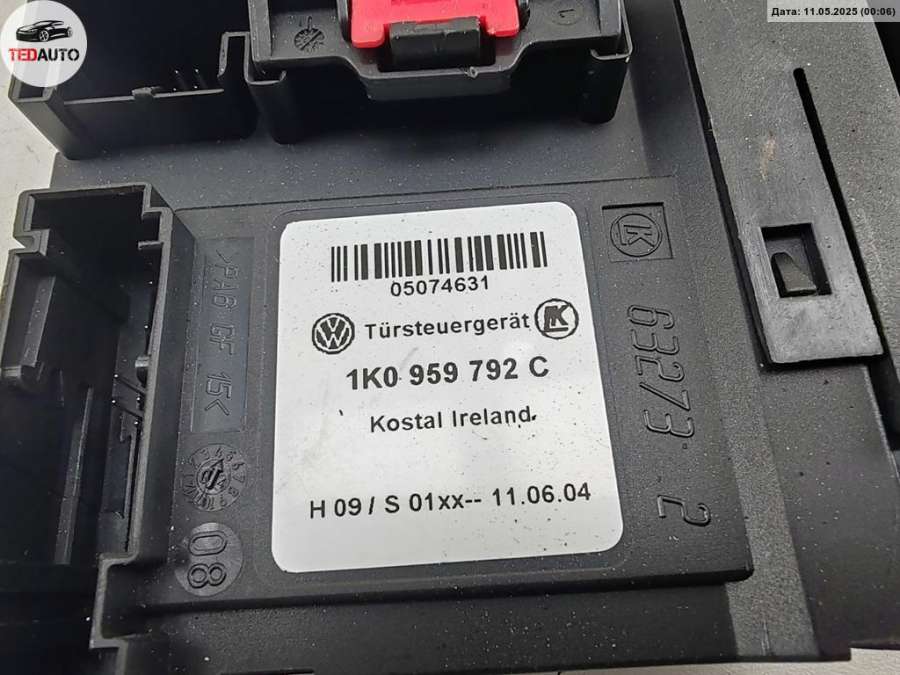 Дата: 11.05.2025 (00:06)
TEDAUTO
05074631
Türsteuergerät
1K0 959 792 C
Kostal Ireland
H 09 / S 01xx-- 11.06.04
>PA6 GF 15<
08
63273 2